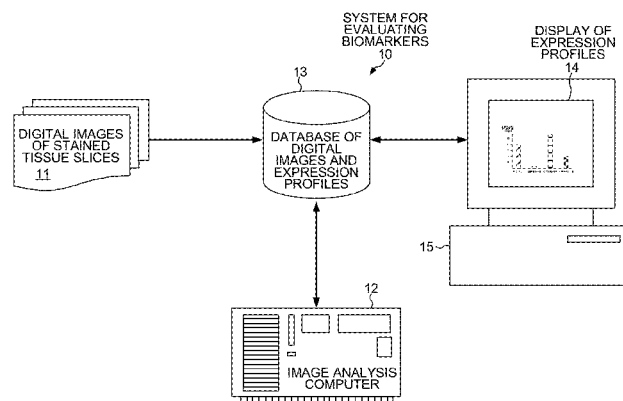 SYSTEM FOR
EVALUATING
BIOMARKERS
10
DISPLAY OF
EXPRESSION
PROFILES
14
13
DIGITAL IMAGES
OF STAINED
TISSUE SLICES
11
DATABASE OF
DIGITAL
IMAGES AND
EXPRESSION
PROFILES
15
12
IMAGE ANALYSIS
COMPUTER